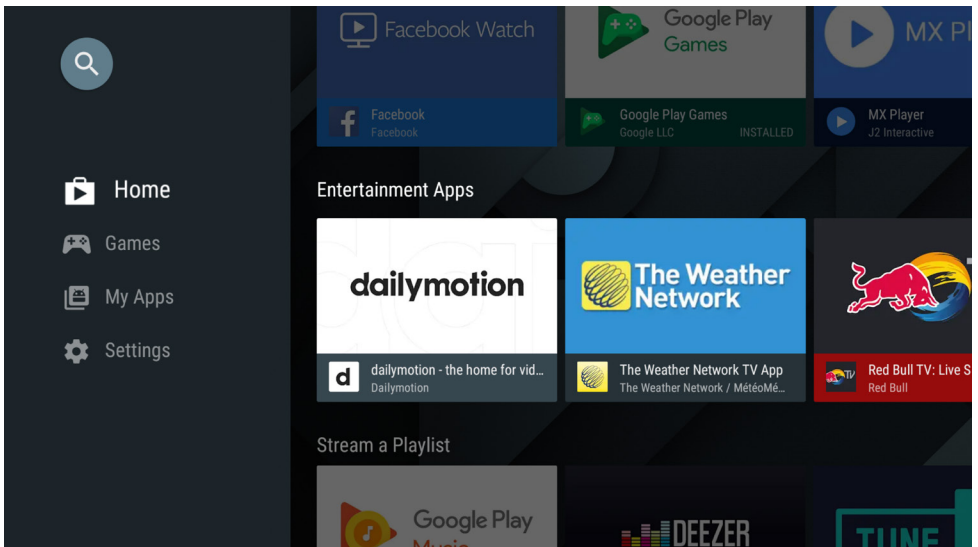 Facebook Watch
Google Play
Games
MX Pl
Facebook
Facebook
Google Play Games
Google LLC
INSTALLED
MX Player
J2 Interactive
Home
Games
My Apps
Settings
Entertainment Apps
dailymotion
The Weather
Network
d
dailymotion - the home for vid...
Dailymotion
The Weather Network TV App
The Weather Network / MétéoMé...
TV
Red Bull TV: Live S
Red Bull
Stream a Playlist
Google Play
Music
DEEZER
TUNE